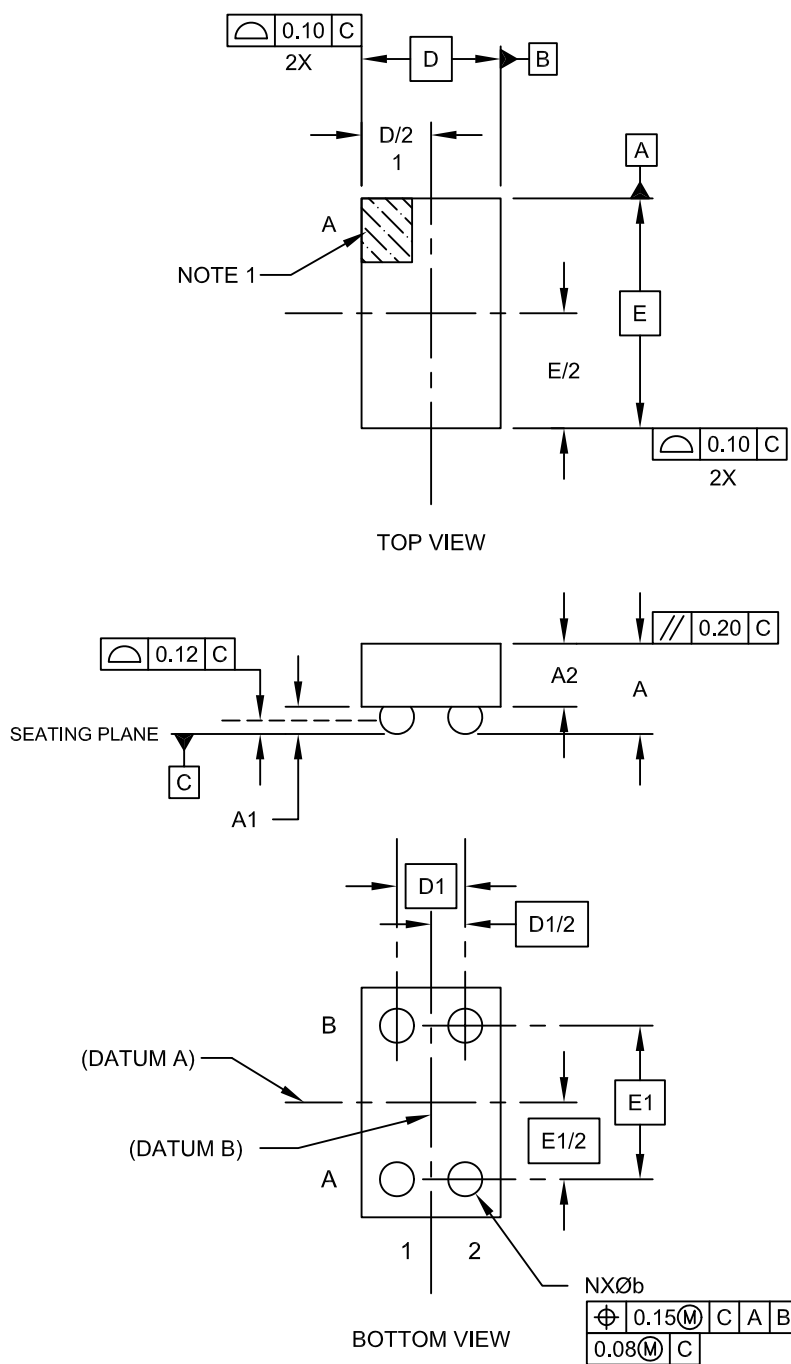 0.10 C
2X
D
B
D/2
1
A
A
NOTE 1
E
E/2
0.10 C
2X
TOP VIEW
0.12 C
// 0.20 C
A2
A
SEATING PLANE
C
A1
D1
D1/2
B
(DATUM A)
E1
(DATUM B)
E1/2
A
1 2
NXØb
⌖ 0.15Ⓜ C A B
0.08Ⓜ C
BOTTOM VIEW